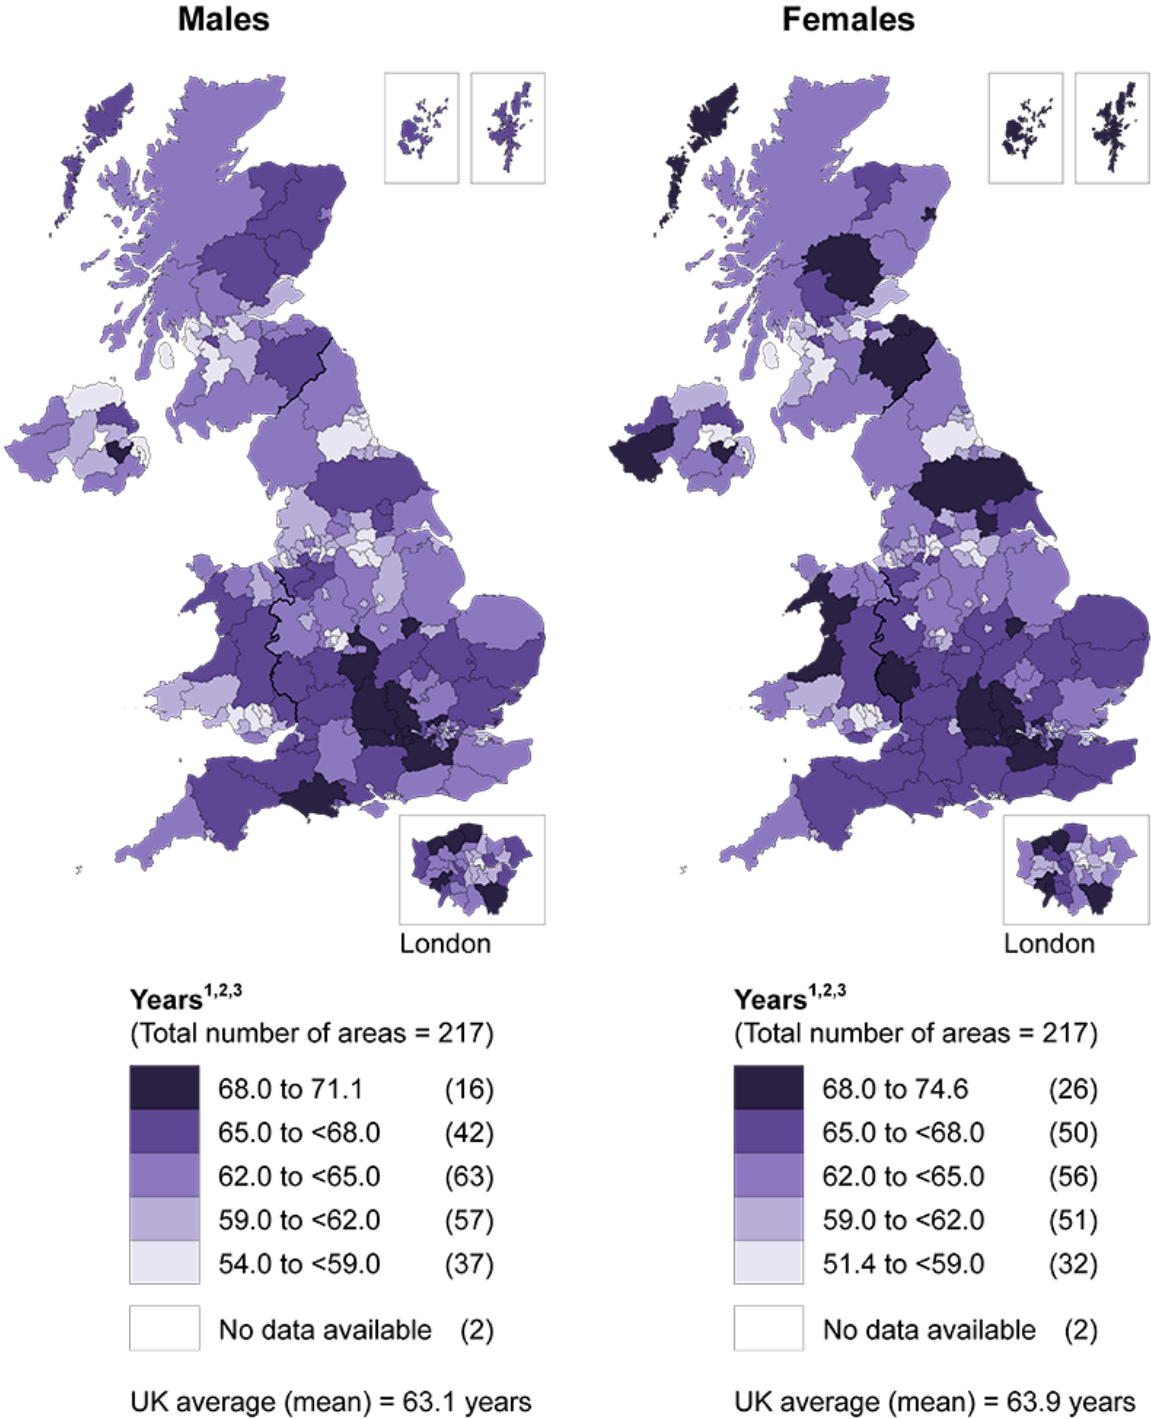 Males
Females
London
London
Years1,2,3
(Total number of areas = 217)
68.0 to 71.1 (16)
65.0 to <68.0 (42)
62.0 to <65.0 (63)
59.0 to <62.0 (57)
54.0 to <59.0 (37)
No data available (2)
UK average (mean) = 63.1 years
Years1,2,3
(Total number of areas = 217)
68.0 to 74.6 (26)
65.0 to <68.0 (50)
62.0 to <65.0 (56)
59.0 to <62.0 (51)
51.4 to <59.0 (32)
No data available (2)
UK average (mean) = 63.9 years